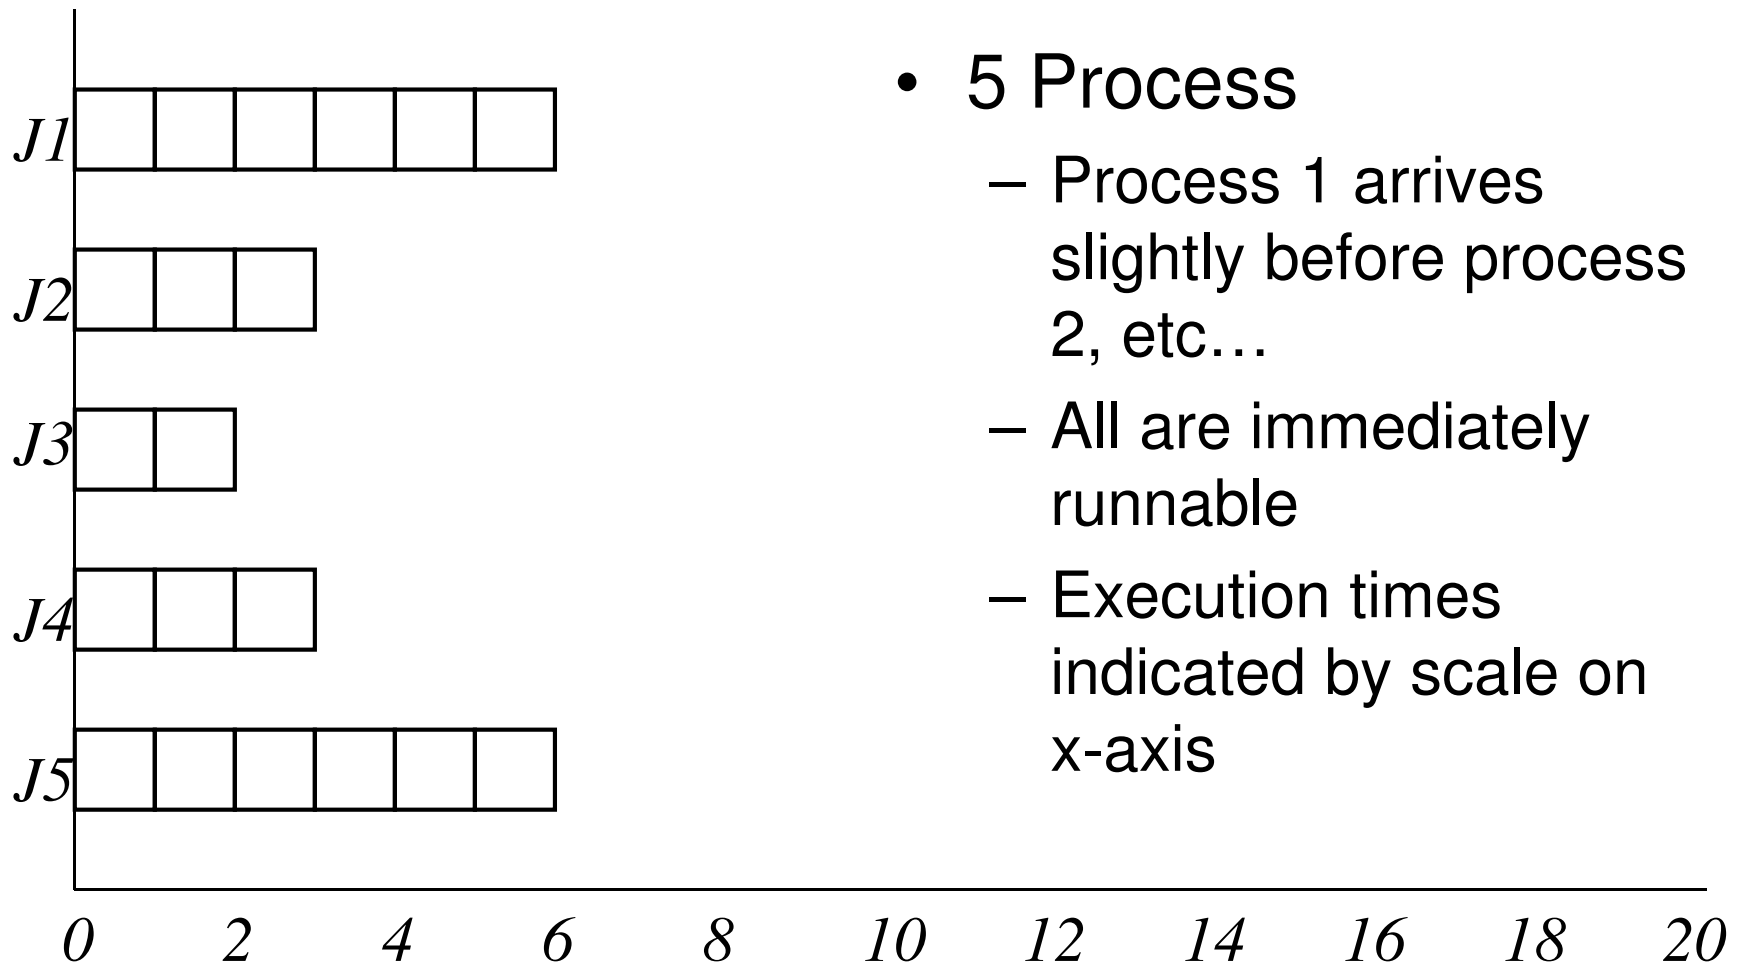 J1
J2
J3
J4
J5
0 2 4 6 8 10 12 14 16 18 20
• 5 Process
– Process 1 arrives
slightly before process
2, etc…
– All are immediately
runnable
– Execution times
indicated by scale on
x-axis